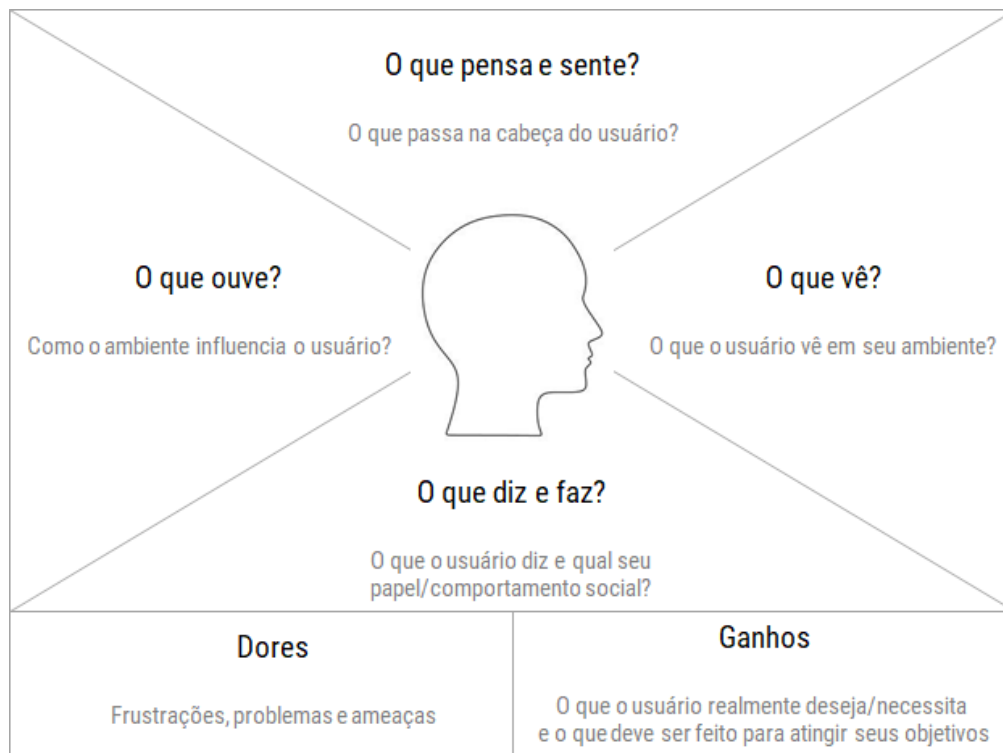 O que pensa e sente?
O que passa na cabeça do usuário?
O que ouve?
Como o ambiente influencia o usuário?
O que vê?
O que o usuário vê em seu ambiente?
O que diz e faz?
O que o usuário diz e qual seu
papel/comportamento social?
Dores
Frustrações, problemas e ameaças
Ganhos
O que o usuário realmente deseja/necessita
e o que deve ser feito para atingir seus objetivos